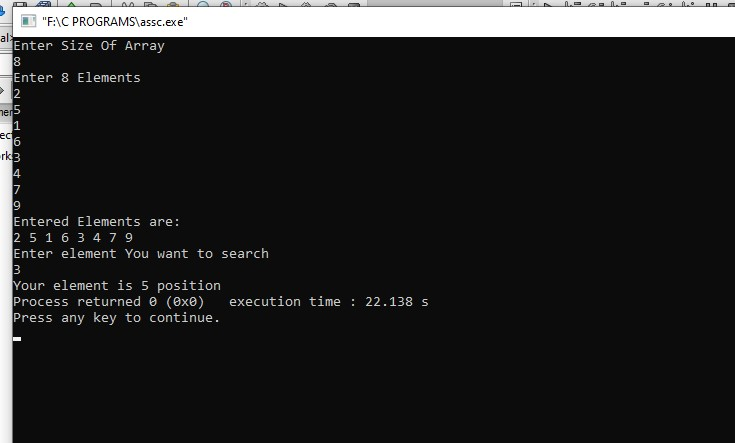 "F:\C PROGRAMS\assc.exe"
al>
Enter Size Of Array
8
Enter 8 Elements
2
5
1
6
3
4
7
9
Entered Elements are:
2 5 1 6 3 4 7 9
Enter element You want to search
3
Your element is 5 position
Process returned 0 (0x0)   execution time : 22.138 s
Press any key to continue.